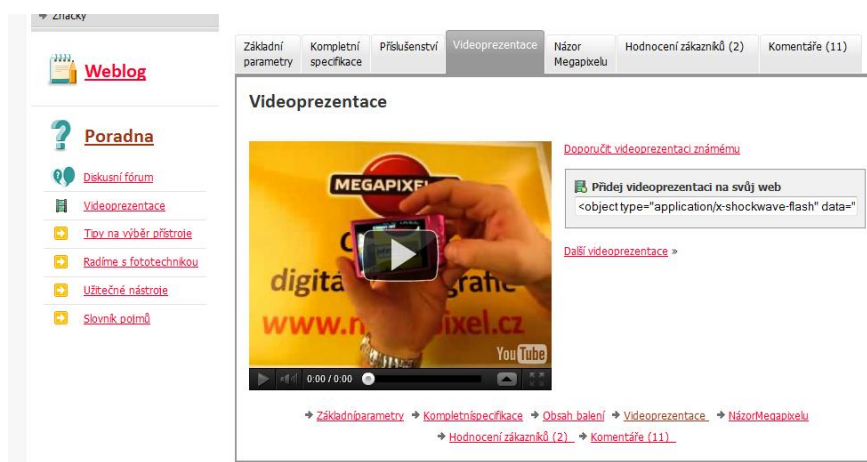 Značky
Weblog
Poradna
Diskusní fórum
Videoprezentace
Tipy na výběr přístroje
Radíme s fototechnikou
Užitečné nástroje
Slovník pojmů
Základní
parametry
Kompletní
specifikace
Příslušenství
Videoprezentace
Názor
Megapixelu
Hodnocení zákazníků (2)
Komentáře (11)
Videoprezentace
MEGAPIXEL
digitá
grafie
www.m
ixel.cz
YouTube
0:00 / 0:00
Doporučit videoprezentaci známému
Přidej videoprezentaci na svůj web
<object type="application/x-shockwave-flash" data="
Další videoprezentace »
Základníparametry Kompletníspecifikace Obsah balení Videoprezentace NázorMegapixelu
Hodnocení zákazníků (2) Komentáře (11)